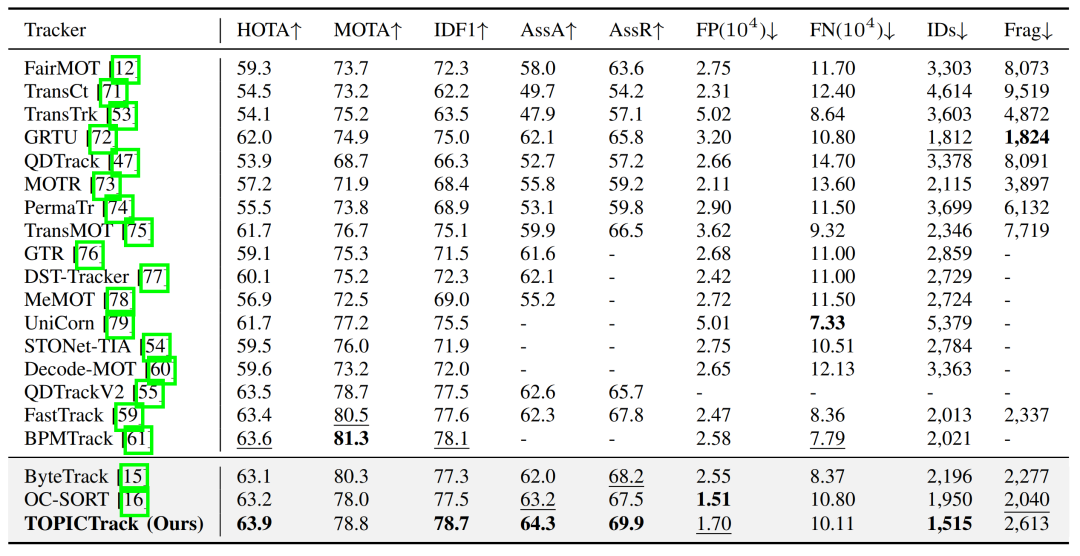 Tracker HOTA↑ MOTA↑ IDF1↑ AssA↑ AssR↑ FP(10⁴)↓ FN(10⁴)↓ IDs↓ Frag↓
FairMOT [12] 59.3 73.7 72.3 58.0 63.6 2.75 11.70 3,303 8,073
TransCt [71] 54.5 73.2 62.2 49.7 54.2 2.31 12.40 4,614 9,519
TransTrk [53] 54.1 75.2 63.5 47.9 57.1 5.02 8.64 3,603 4,872
GRTU [72] 62.0 74.9 75.0 62.1 65.8 3.20 10.80 1,812 1,824
QDTrack [47] 53.9 68.7 66.3 52.7 57.2 2.66 14.70 3,378 8,091
MOTR [73] 57.2 71.9 68.4 55.8 59.2 2.11 13.60 2,115 3,897
PermaTr [74] 55.5 73.8 68.9 53.1 59.8 2.90 11.50 3,699 6,132
TransMOT [75] 61.7 76.7 75.1 59.9 66.5 3.62 9.32 2,346 7,719
GTR [76] 59.1 75.3 71.5 61.6 - 2.68 11.00 2,859 -
DST-Tracker [77] 60.1 75.2 72.3 62.1 - 2.42 11.00 2,729 -
MeMOT [78] 56.9 72.5 69.0 55.2 - 2.72 11.50 2,724 -
UniCorn [79] 61.7 77.2 75.5 - - 5.01 7.33 5,379 -
STONet-TIA [54] 59.5 76.0 71.9 - - 2.75 10.51 2,784 -
Decode-MOT [60] 59.6 73.2 72.0 - - 2.65 12.13 3,363 -
QDTrackV2 [55] 63.5 78.7 77.5 62.6 65.7 - - - -
FastTrack [59] 63.4 80.5 77.6 62.3 67.8 2.47 8.36 2,013 2,337
BPMTrack [61] 63.6 81.3 78.1 - - 2.58 7.79 2,021 -
ByteTrack [15] 63.1 80.3 77.3 62.0 68.2 2.55 8.37 2,196 2,277
OC-SORT [16] 63.2 78.0 77.5 63.2 67.5 1.51 10.80 1,950 2,040
TOPICTrack (Ours) 63.9 78.8 78.7 64.3 69.9 1.70 10.11 1,515 2,613